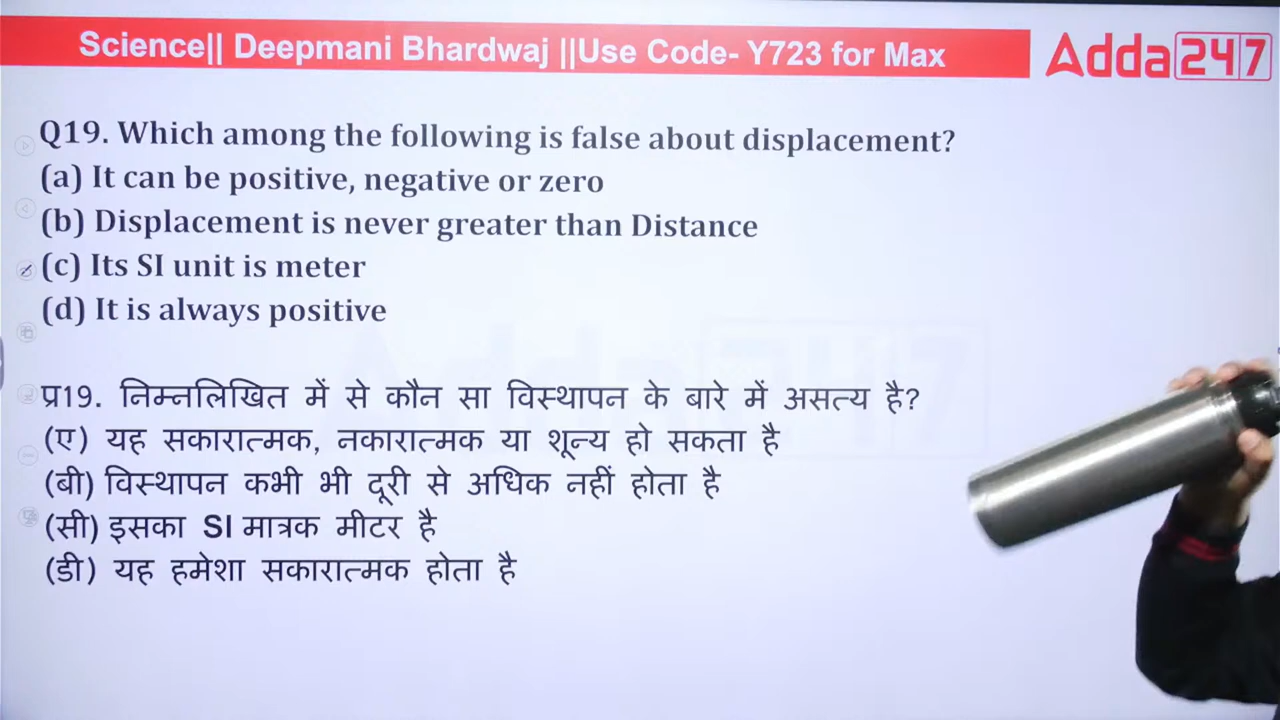 Science|| Deepmani Bhardwaj ||Use Code- Y723 for Max
Adda247
Q19. Which among the following is false about displacement?
(a) It can be positive, negative or zero
(b) Displacement is never greater than Distance
(c) Its SI unit is meter
(d) It is always positive
प्र19. निम्नलिखित में से कौन सा विस्थापन के बारे में असत्य है?
(ए) यह सकारात्मक, नकारात्मक या शून्य हो सकता है
(बी) विस्थापन कभी भी दूरी से अधिक नहीं होता है
(सी) इसका SI मात्रक मीटर है
(डी) यह हमेशा सकारात्मक होता है